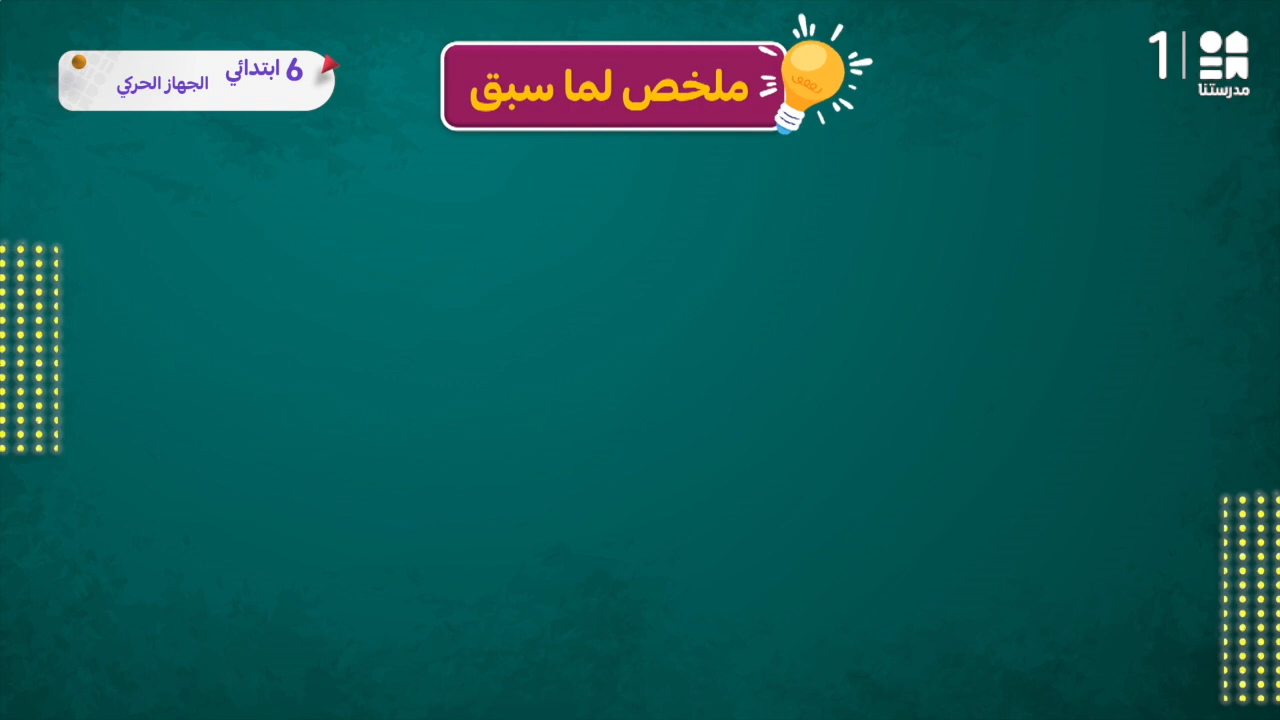 ملخص لما سبق
6 ابتدائي
الجهاز الحركي
1
مدرستنا